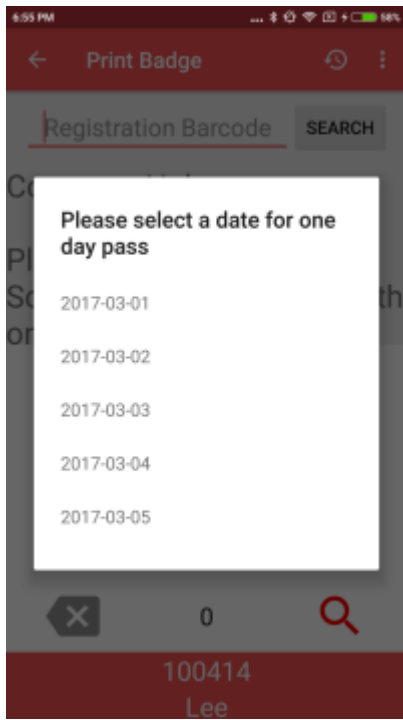 6:55 PM
... 58%
Print Badge
Registration Barcode SEARCH
Please select a date for one
day pass
2017-03-01
2017-03-02
2017-03-03
2017-03-04
2017-03-05
0
100414
Lee